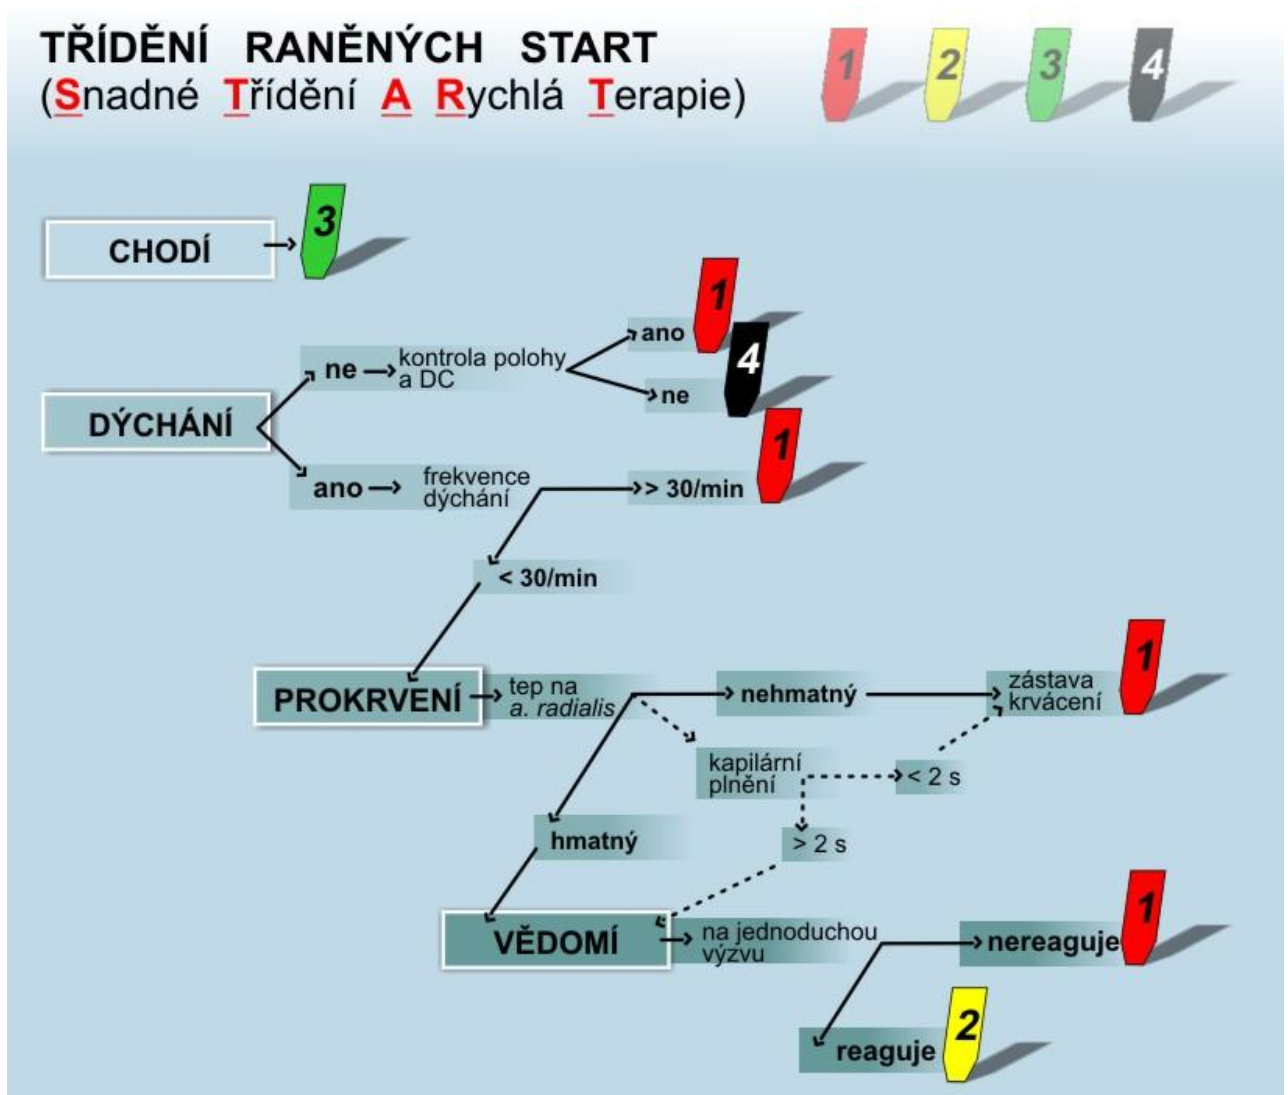 TŘÍDĚNÍ RANĚNÝCH START
(Snadné Třídění A Rychlá Terapie)
1 2 3 4
CHODÍ
3
DÝCHÁNÍ
ne
kontrola polohy
a DC
ano
1
ne
4
ano
frekvence
dýchání
> 30/min
1
< 30/min
PROKRVENÍ
tep na
a. radialis
nehmatný
zástava
krvácení
1
kapilární
plnění
< 2 s
> 2 s
hmatný
VĚDOMÍ
na jednoduchou
výzvu
nereaguje
1
reaguje
2